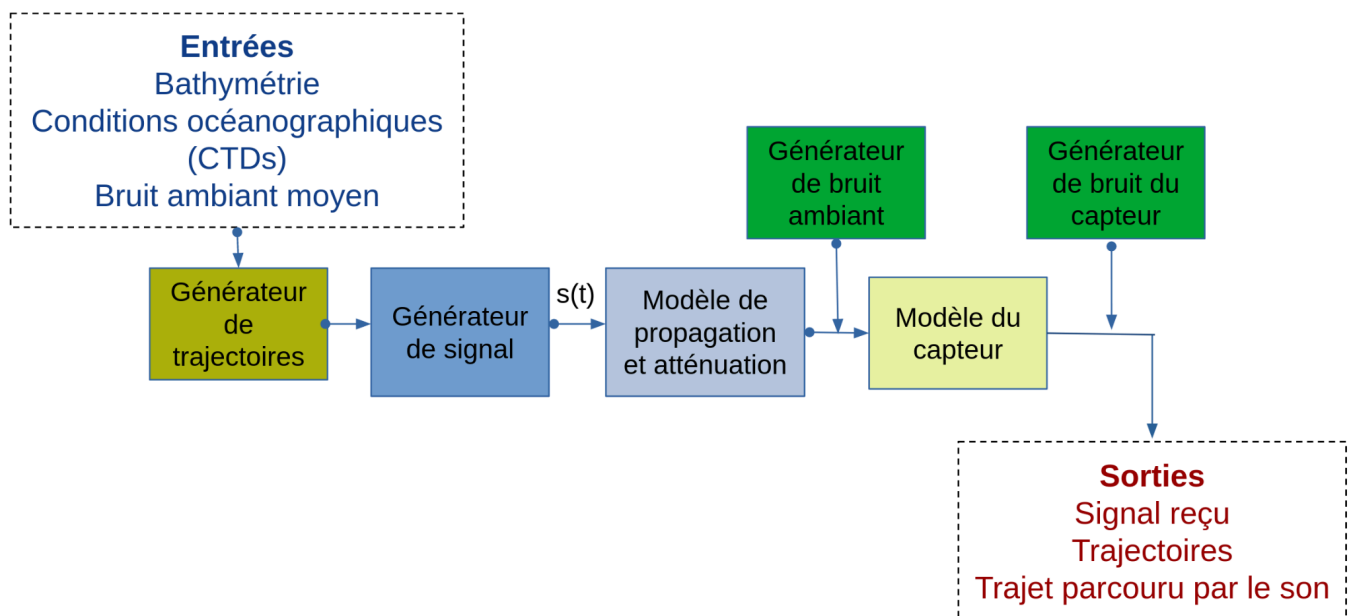 Entrées
Bathymétrie
Conditions océanographiques
(CTDs)
Bruit ambiant moyen
Générateur
de bruit
ambiant
Générateur
de bruit du
capteur
Générateur
de
trajectoires
Générateur
de signal
s(t)
Modèle de
propagation
et atténuation
Modèle du
capteur
Sorties
Signal reçu
Trajectoires
Trajet parcouru par le son